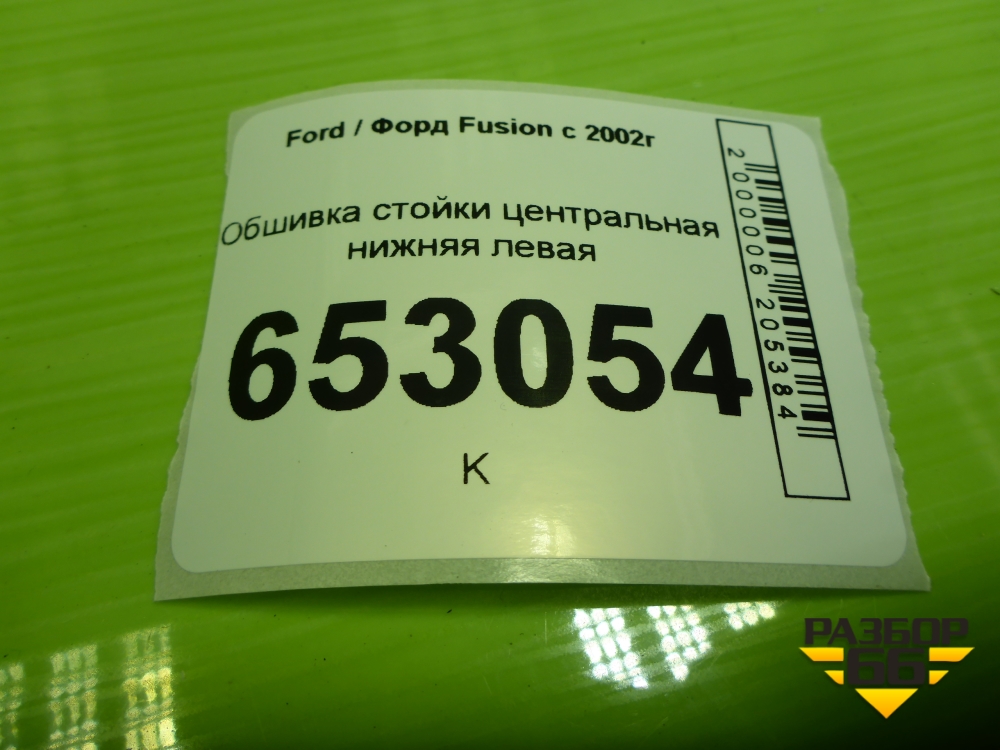 Ford / Форд Fusion с 2002г
Обшивка стойки центральная
нижняя левая
653054
К
2000006205384
РАЗБОР
66